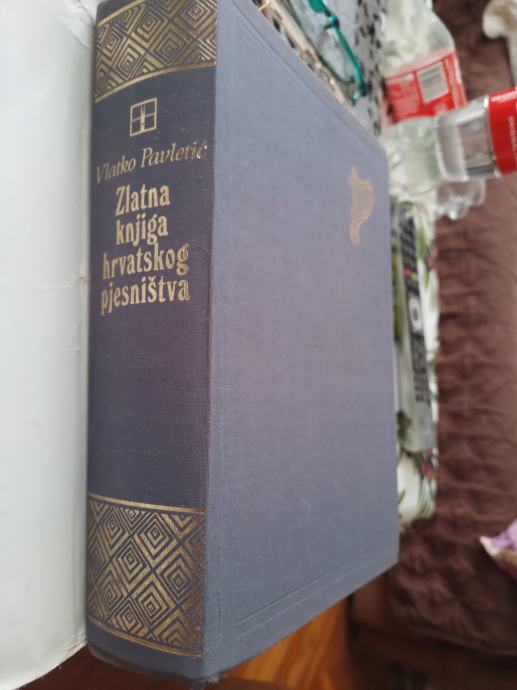 Vlatko Pavletić
Zlatna
knjiga
hrvatskog
pjesništva